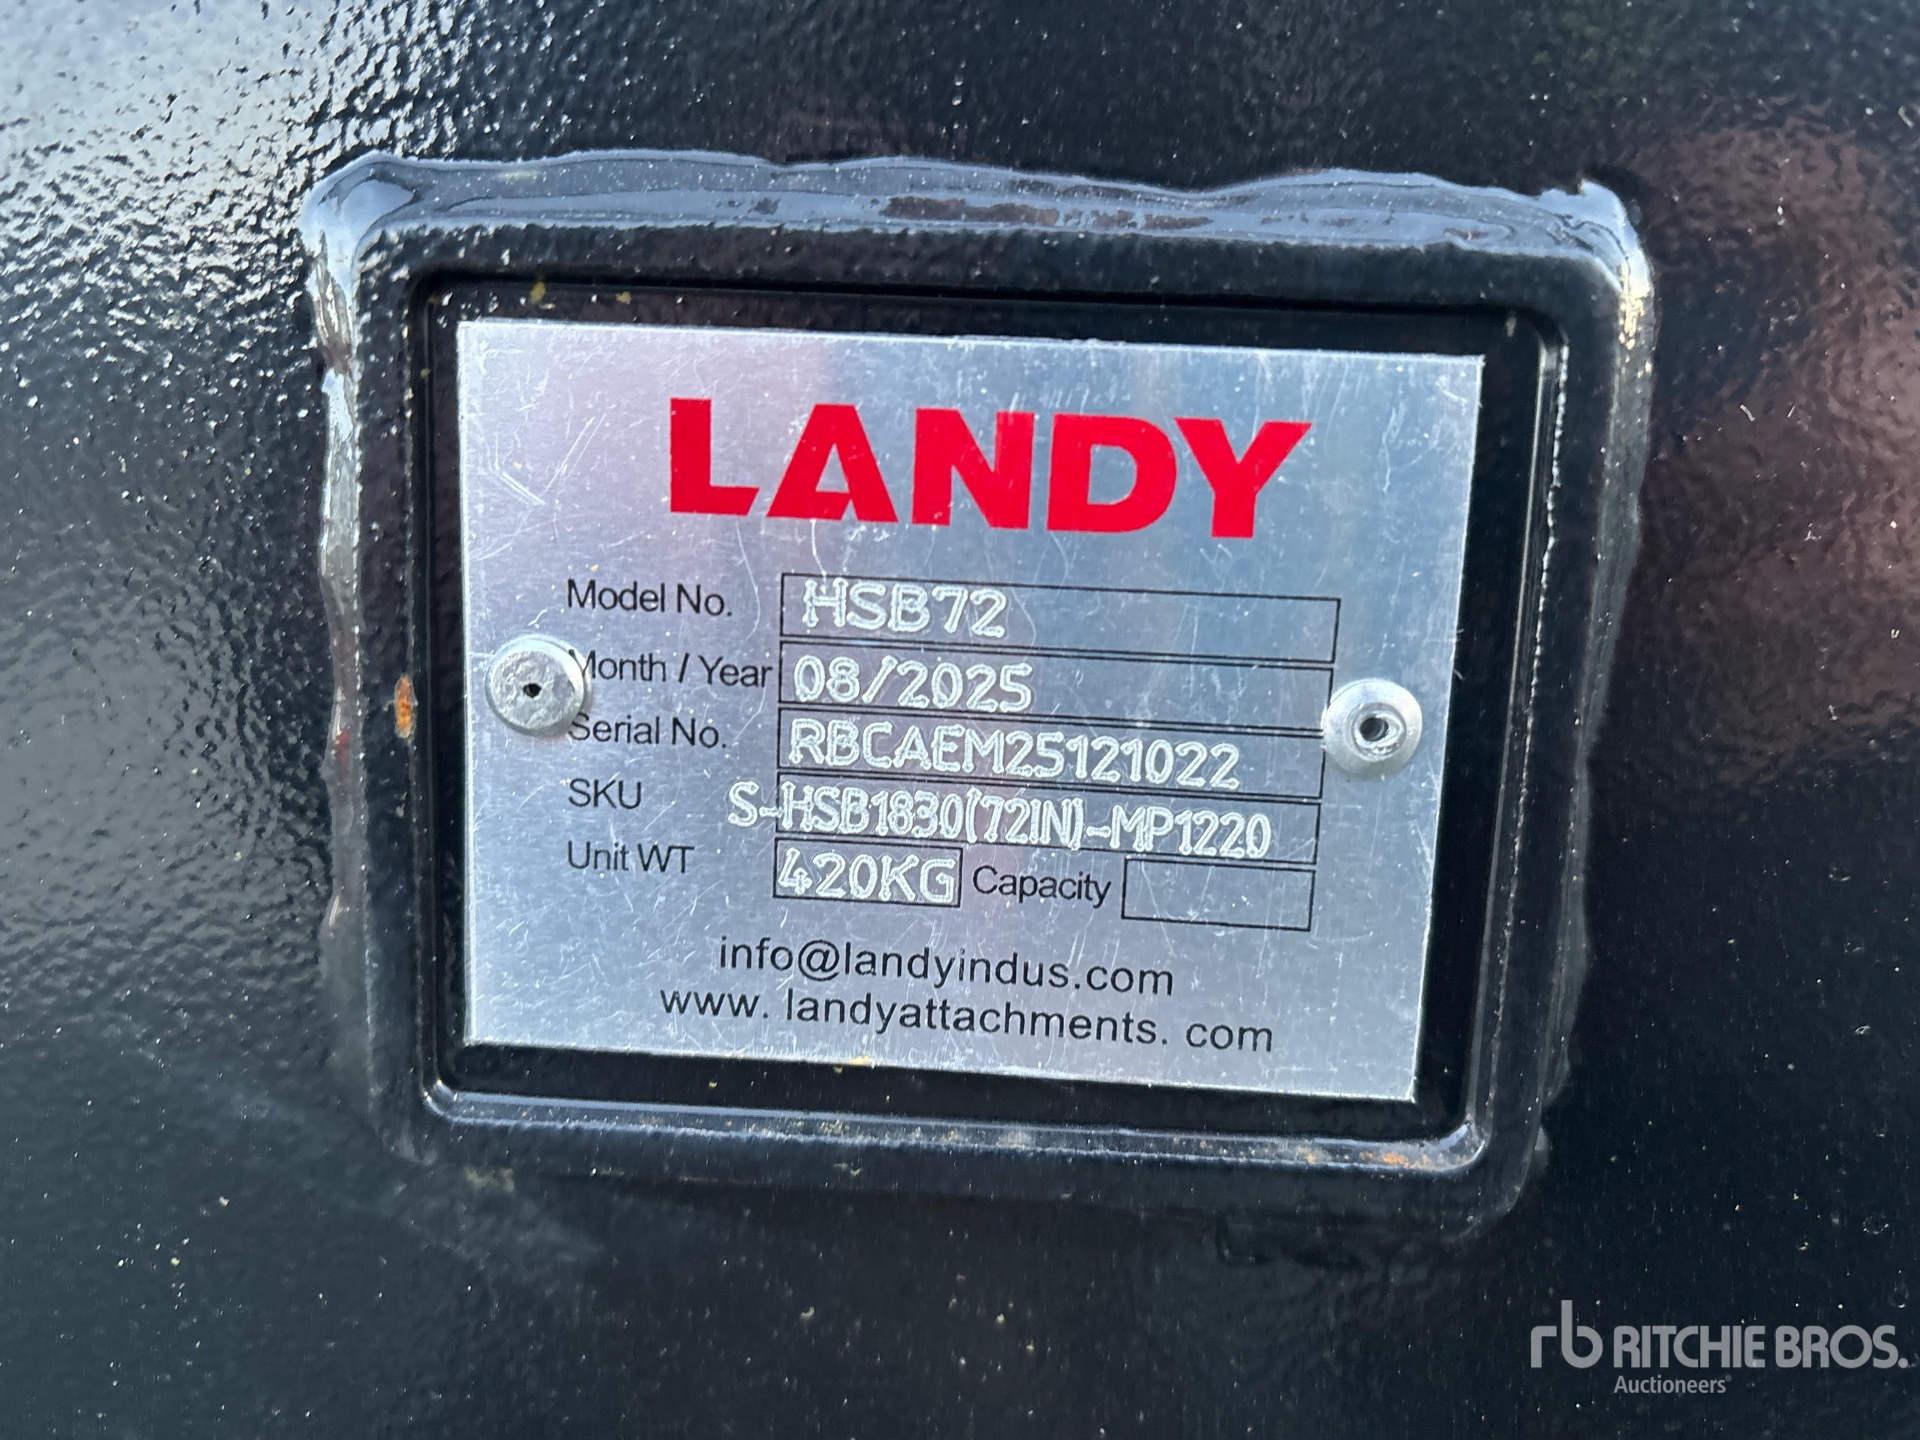 LANDY
Model No. HSB72
Month / Year 08/2025
Serial No. RBCAEM25121022
SKU S-HSB1830(72IN)-MP1220
Unit WT 420KG Capacity
info@landyindus.com
www. landyattachments. com
rb RITCHIE BROS.
Auctioneers